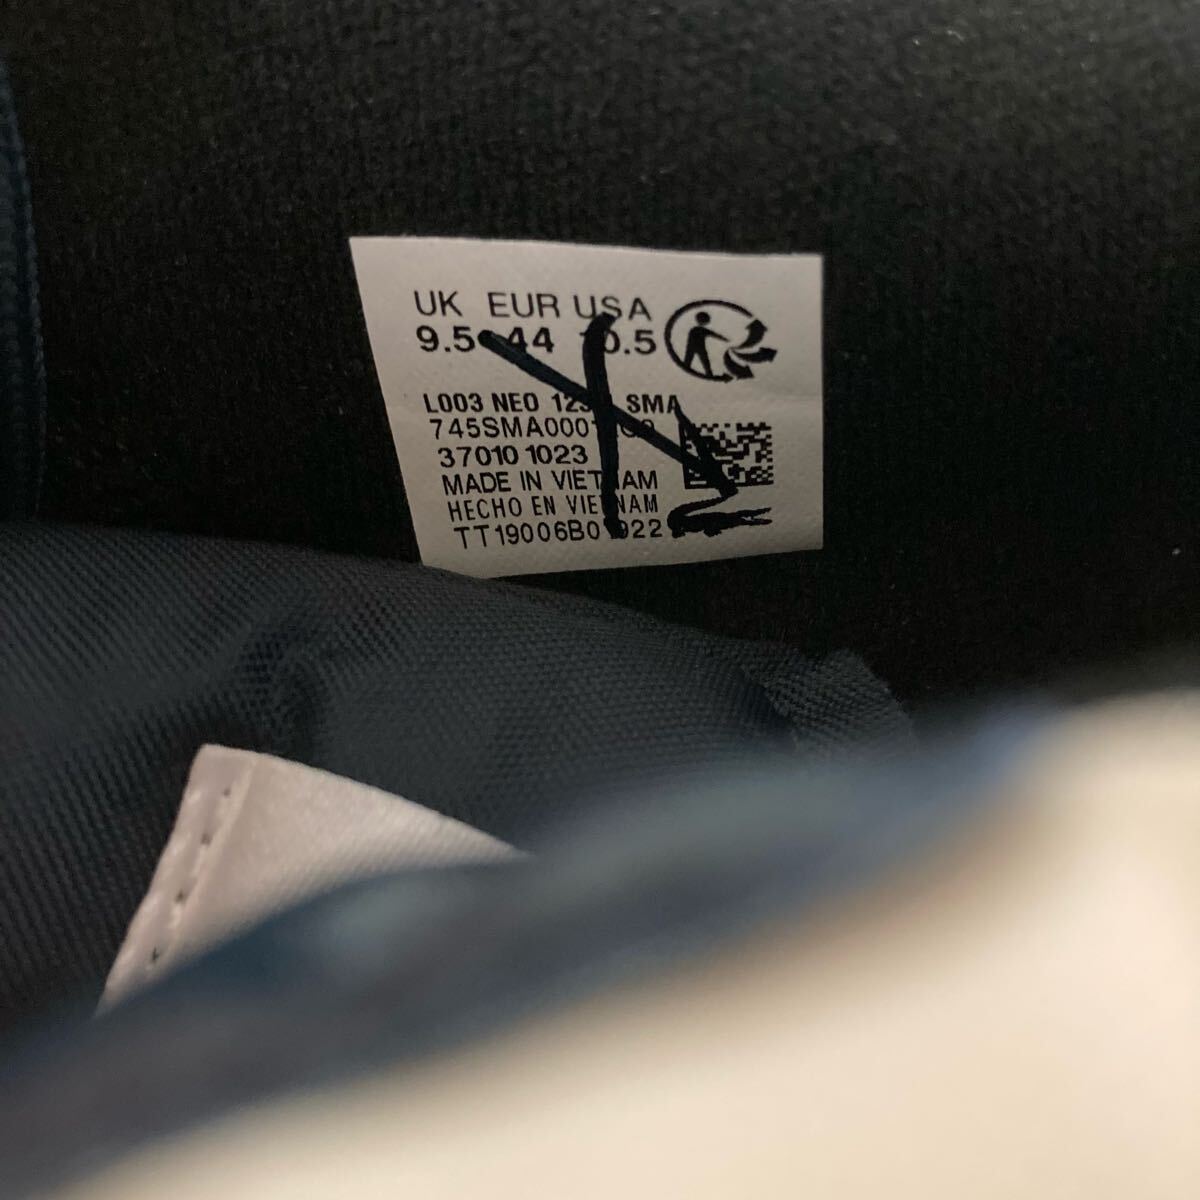 UK EUR USA
9.5 44 10.5
L003 NEO SMA
37010 1023
MADE IN VIETNAM
HECHO EN VIETNAM